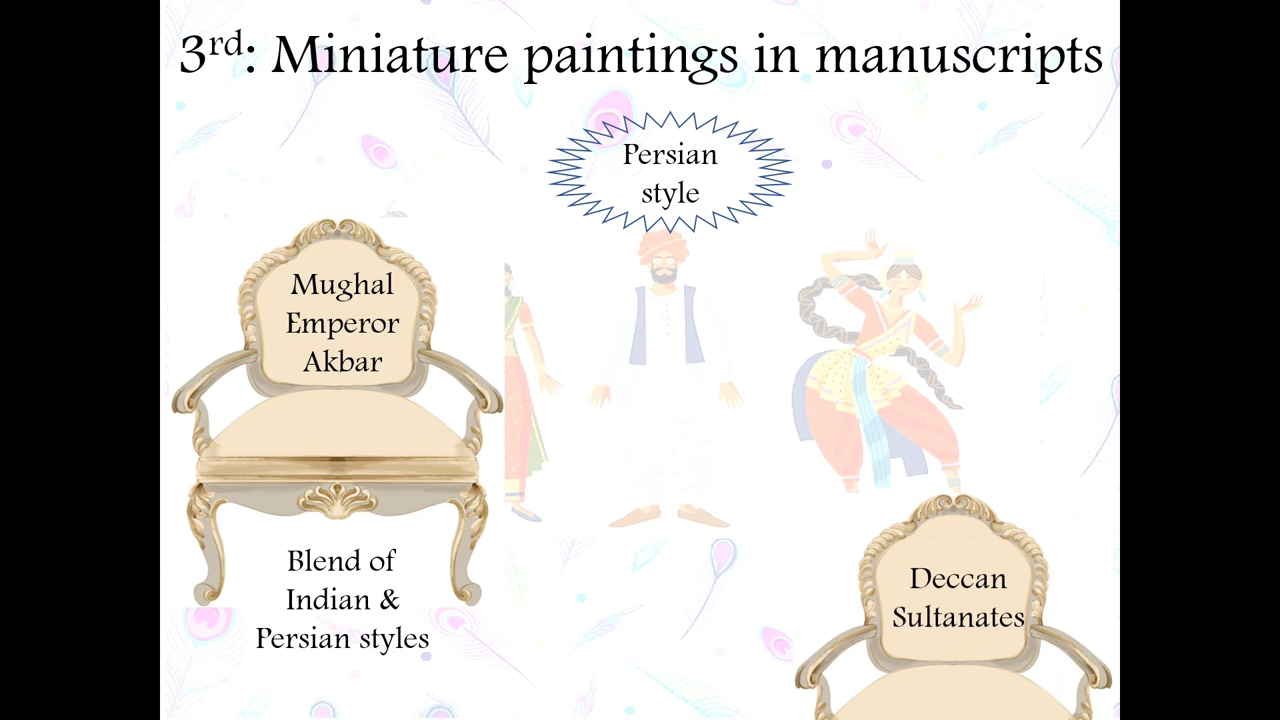 3rd: Miniature paintings in manuscripts
Persian
style
Mughal
Emperor
Akbar
Blend of
Indian &
Persian styles
Deccan
Sultanates